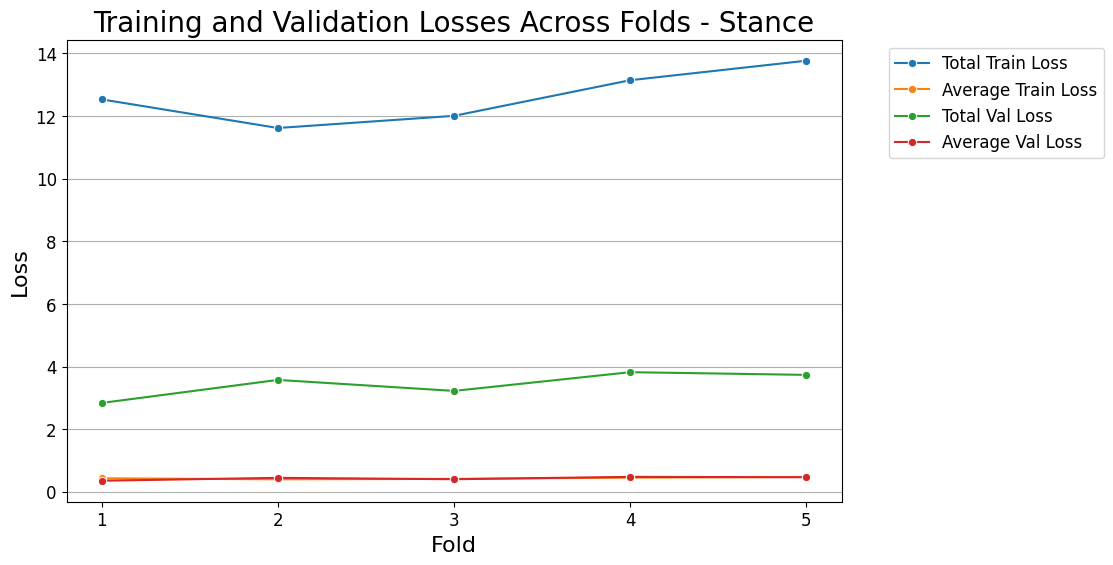 Training and Validation Losses Across Folds - Stance
Total Train Loss
Average Train Loss
Total Val Loss
Average Val Loss
Loss
14
12
10
8
6
4
2
0
1 2 3 4 5
Fold